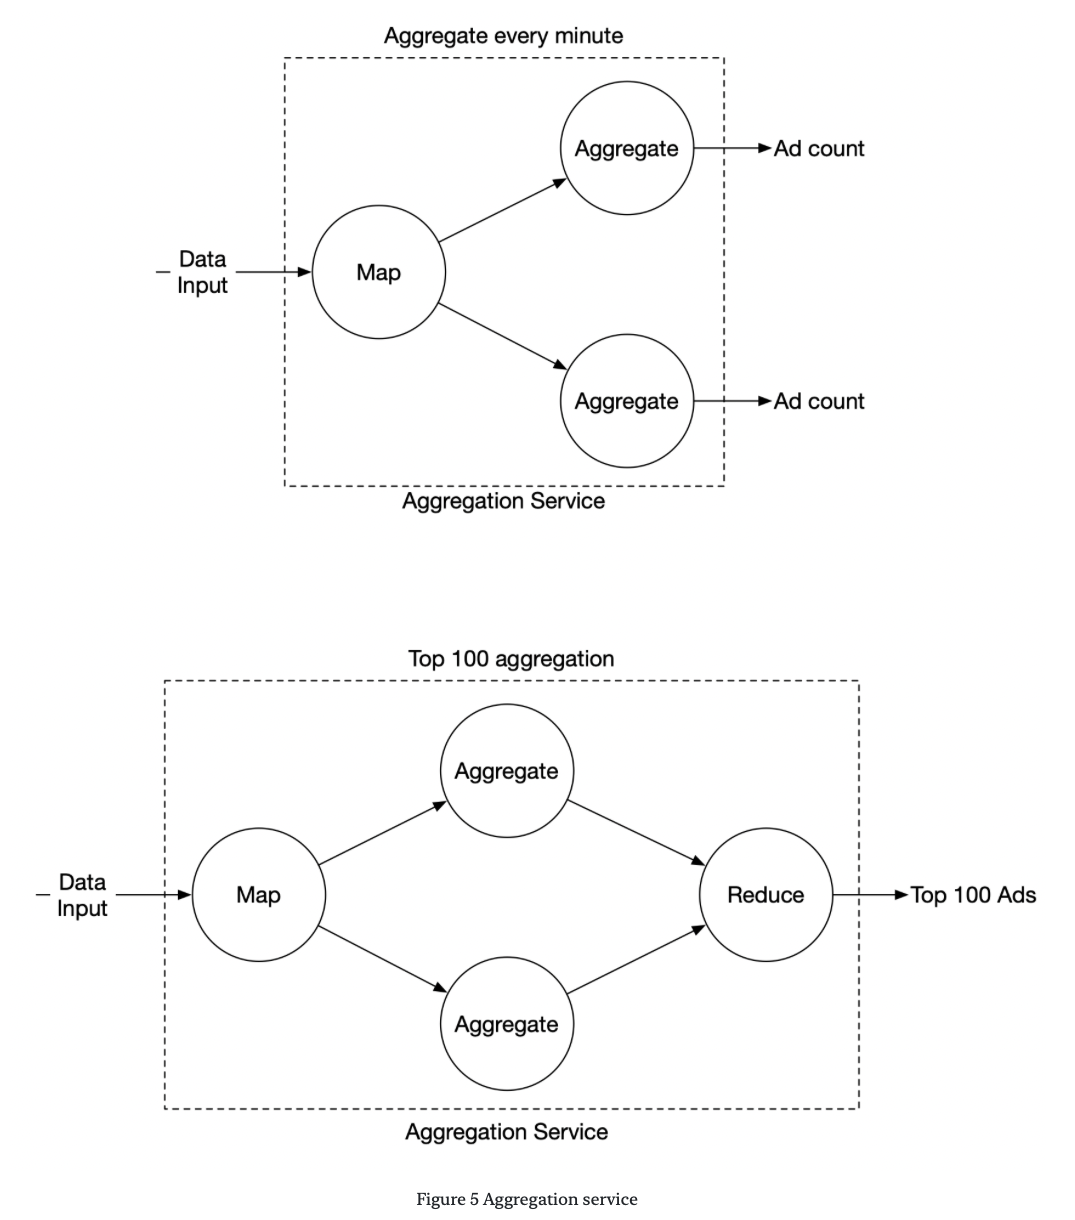 Aggregate every minute
Aggregate
Ad count
Data
Input
Map
Aggregate
Ad count
Aggregation Service
Top 100 aggregation
Aggregate
Data
Input
Map
Reduce
Top 100 Ads
Aggregate
Aggregation Service
Figure 5 Aggregation service